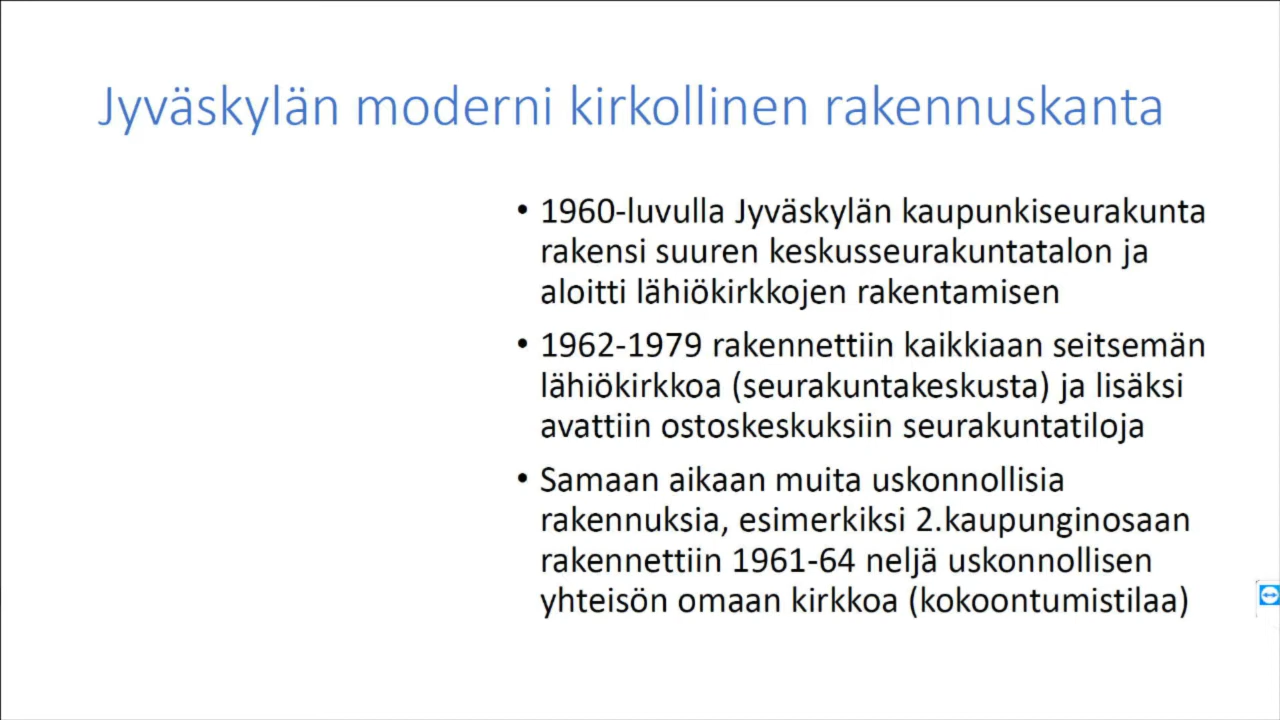 Jyväskylän moderni kirkollinen rakennuskanta
• 1960-luvulla Jyväskylän kaupunkiseurakunta
rakensi suuren keskusseurakuntatalon ja
aloitti lähiökirkkojen rakentamisen
• 1962-1979 rakennettiin kaikkiaan seitsemän
lähiökirkkoa (seurakuntakeskusta) ja lisäksi
avattiin ostoskeskuksiin seurakuntatiloja
• Samaan aikaan muita uskonnollisia
rakennuksia, esimerkiksi 2.kaupunginosaan
rakennettiin 1961-64 neljä uskonnollisen
yhteisön omaan kirkkoa (kokoontumistilaa)